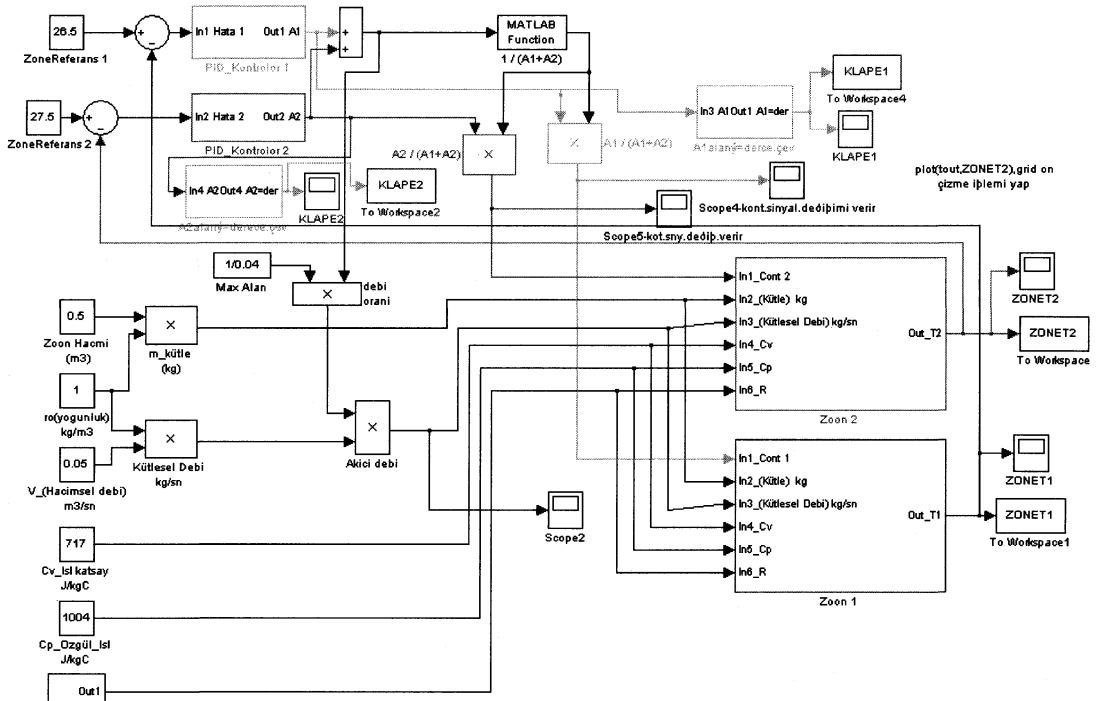 26.5
ZoneReferans 1
In1 Hata 1
Out1 A1
PID_Kontrolor 1
MATLAB
Function
1 / (A1+A2)
27.5
ZoneReferans 2
In2 Hata 2
Out2 A2
PID_Kontrolor 2
A2 / (A1+A2)
A1 / (A1+A2)
In3 A1Out1 A1=der
A1alaný=derce.çev
KLAPE1
To Workspace4
KLAPE1
In4 A2Out4 A2=der
KLAPE2
KLAPE2
To Workspace2
Scope4-kont.sinyal.deðiþimi verir
Scope5-kot.sny.deðiþ.verir
plot(tout,ZONET2),grid on
çizme iþlemi yap
1/0.04
Max Alan
debi
orani
0.5
Zoon Hacmi
(m3)
m_kütle
(kg)
1
ro(yogunluk)
kg/m3
0.05
V_(Hacimsel debi)
m3/sn
Kütlesel Debi
kg/sn
Akici debi
Scope2
717
Cv_Isl katsay
J/kgC
1004
Cp_Ozgül_Isl
J/kgC
Out1
In1_Cont 2
In2_(Kütle) kg
In3_(Kütlesel Debi) kg/sn
In4_Cv
In5_Cp
In6_R
Out_T2
Zoon 2
ZONET2
ZONET2
To Workspace
In1_Cont 1
In2_(Kütle) kg
In3_(Kütlesel Debi) kg/sn
In4_Cv
In5_Cp
In6_R
Out_T1
Zoon 1
ZONET1
ZONET1
To Workspace1